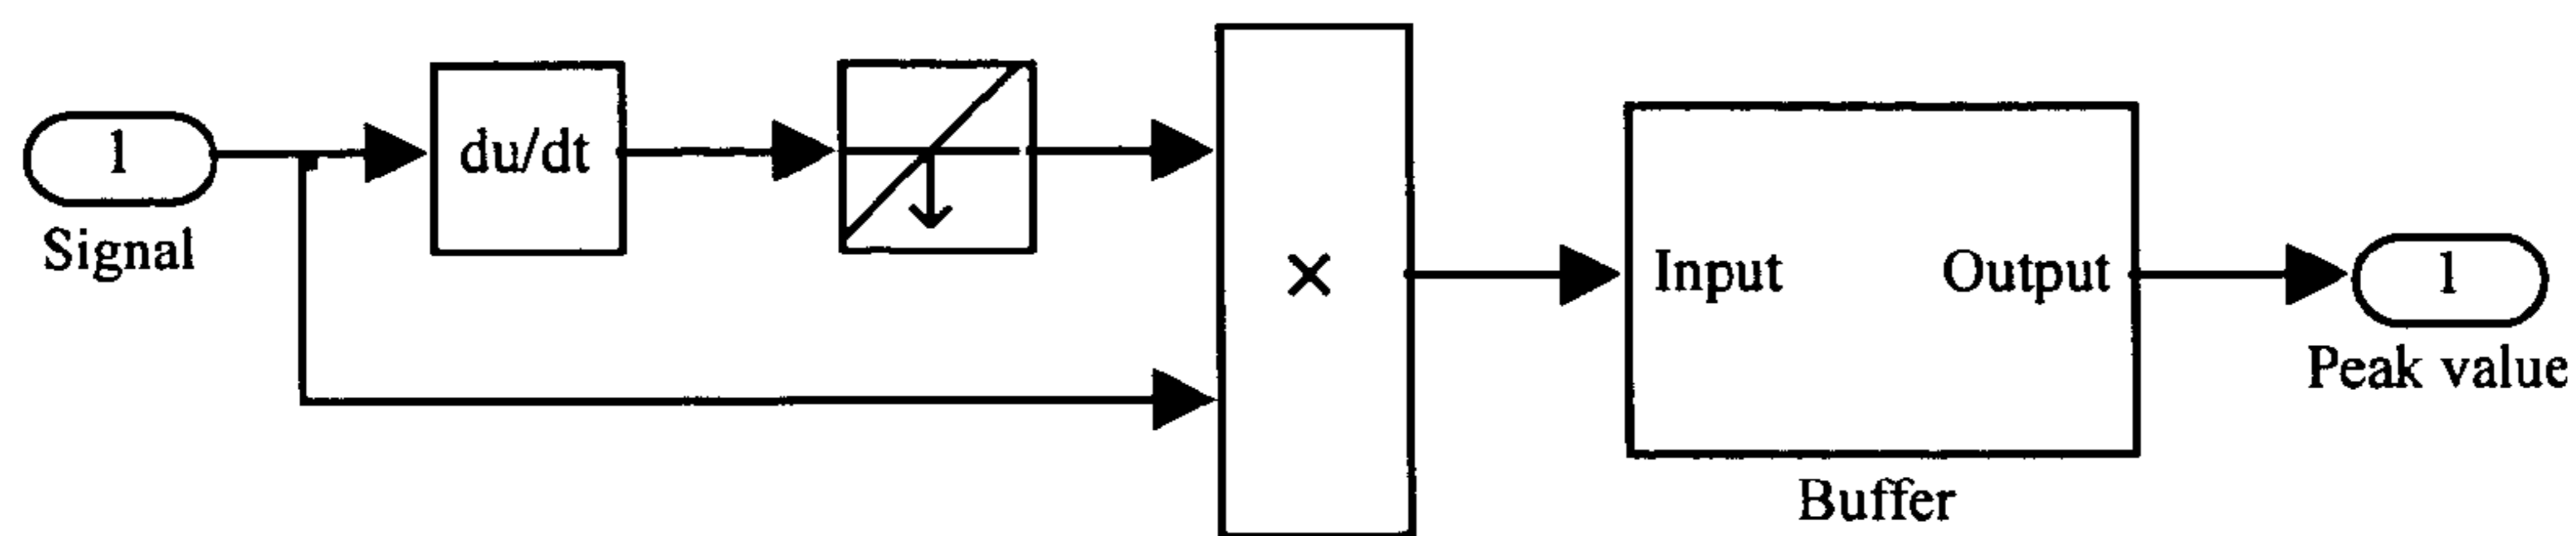 1
Signal
du/dt
×
Input
Output
Buffer
1
Peak value